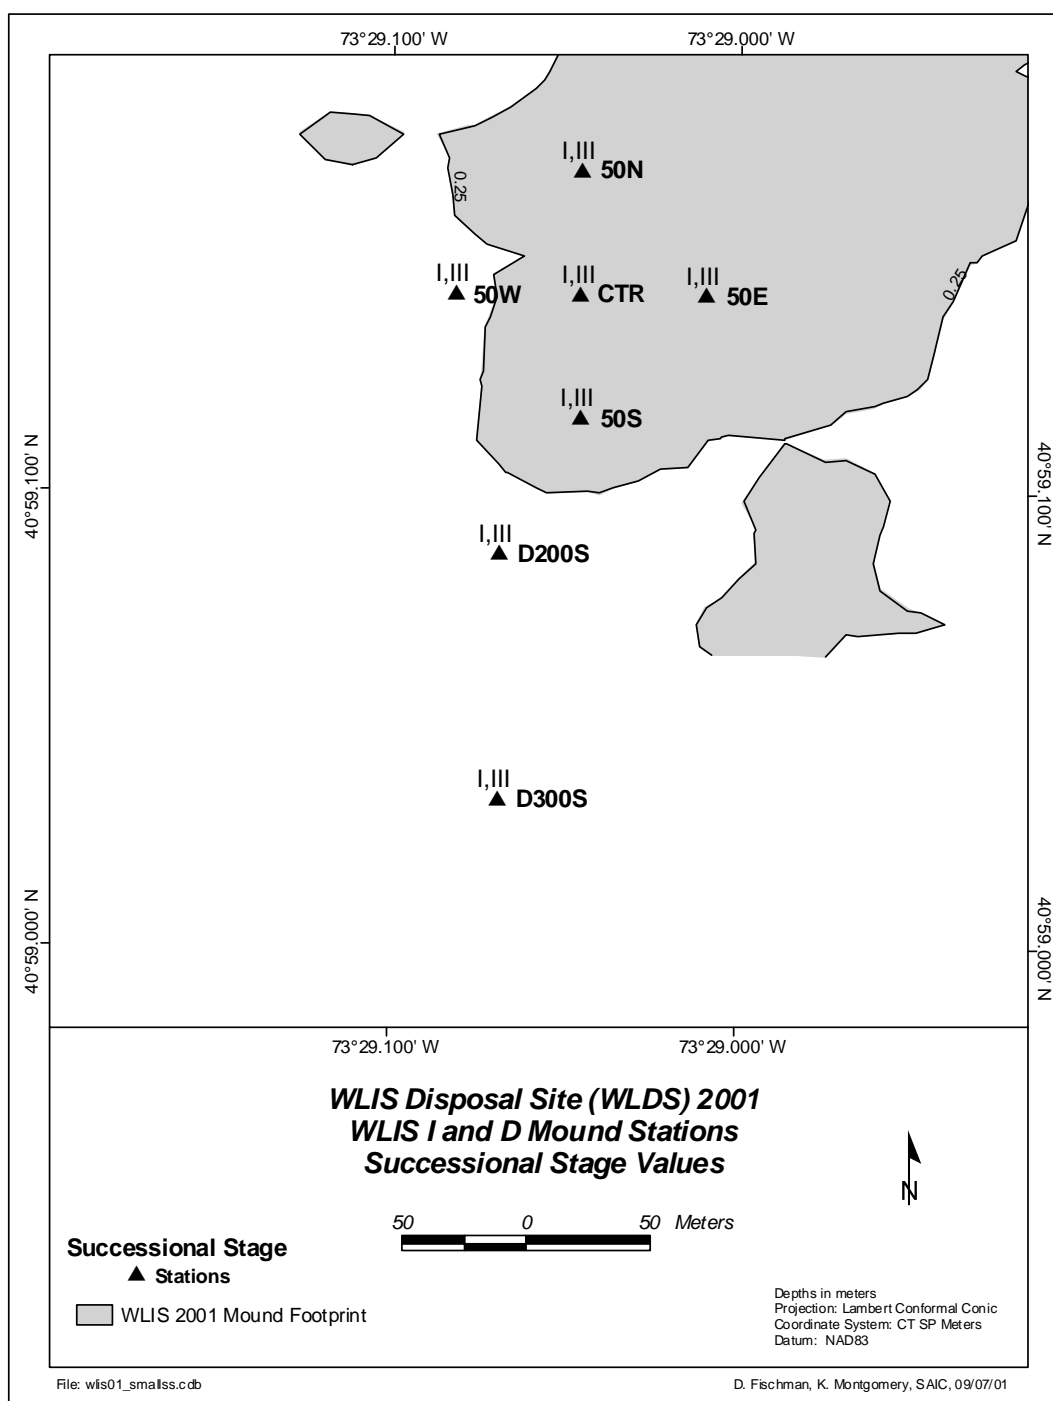 73°29.100' W
73°29.000' W
I,III
50N
0.25
I,III
50W
I,III
CTR
I,III
50E
0.25
I,III
50S
40°59.100' N
40°59.100' N
I,III
D200S
I,III
D300S
40°59.000' N
40°59.000' N
73°29.100' W
73°29.000' W
WLIS Disposal Site (WLDS) 2001
WLIS I and D Mound Stations
Successional Stage Values
N
50 0 50 Meters
Successional Stage
Stations
WLIS 2001 Mound Footprint
Depths in meters
Projection: Lambert Conformal Conic
Coordinate System: CT SP Meters
Datum: NAD83
File: wlis01_smallss.cdb
D. Fischman, K. Montgomery, SAIC, 09/07/01